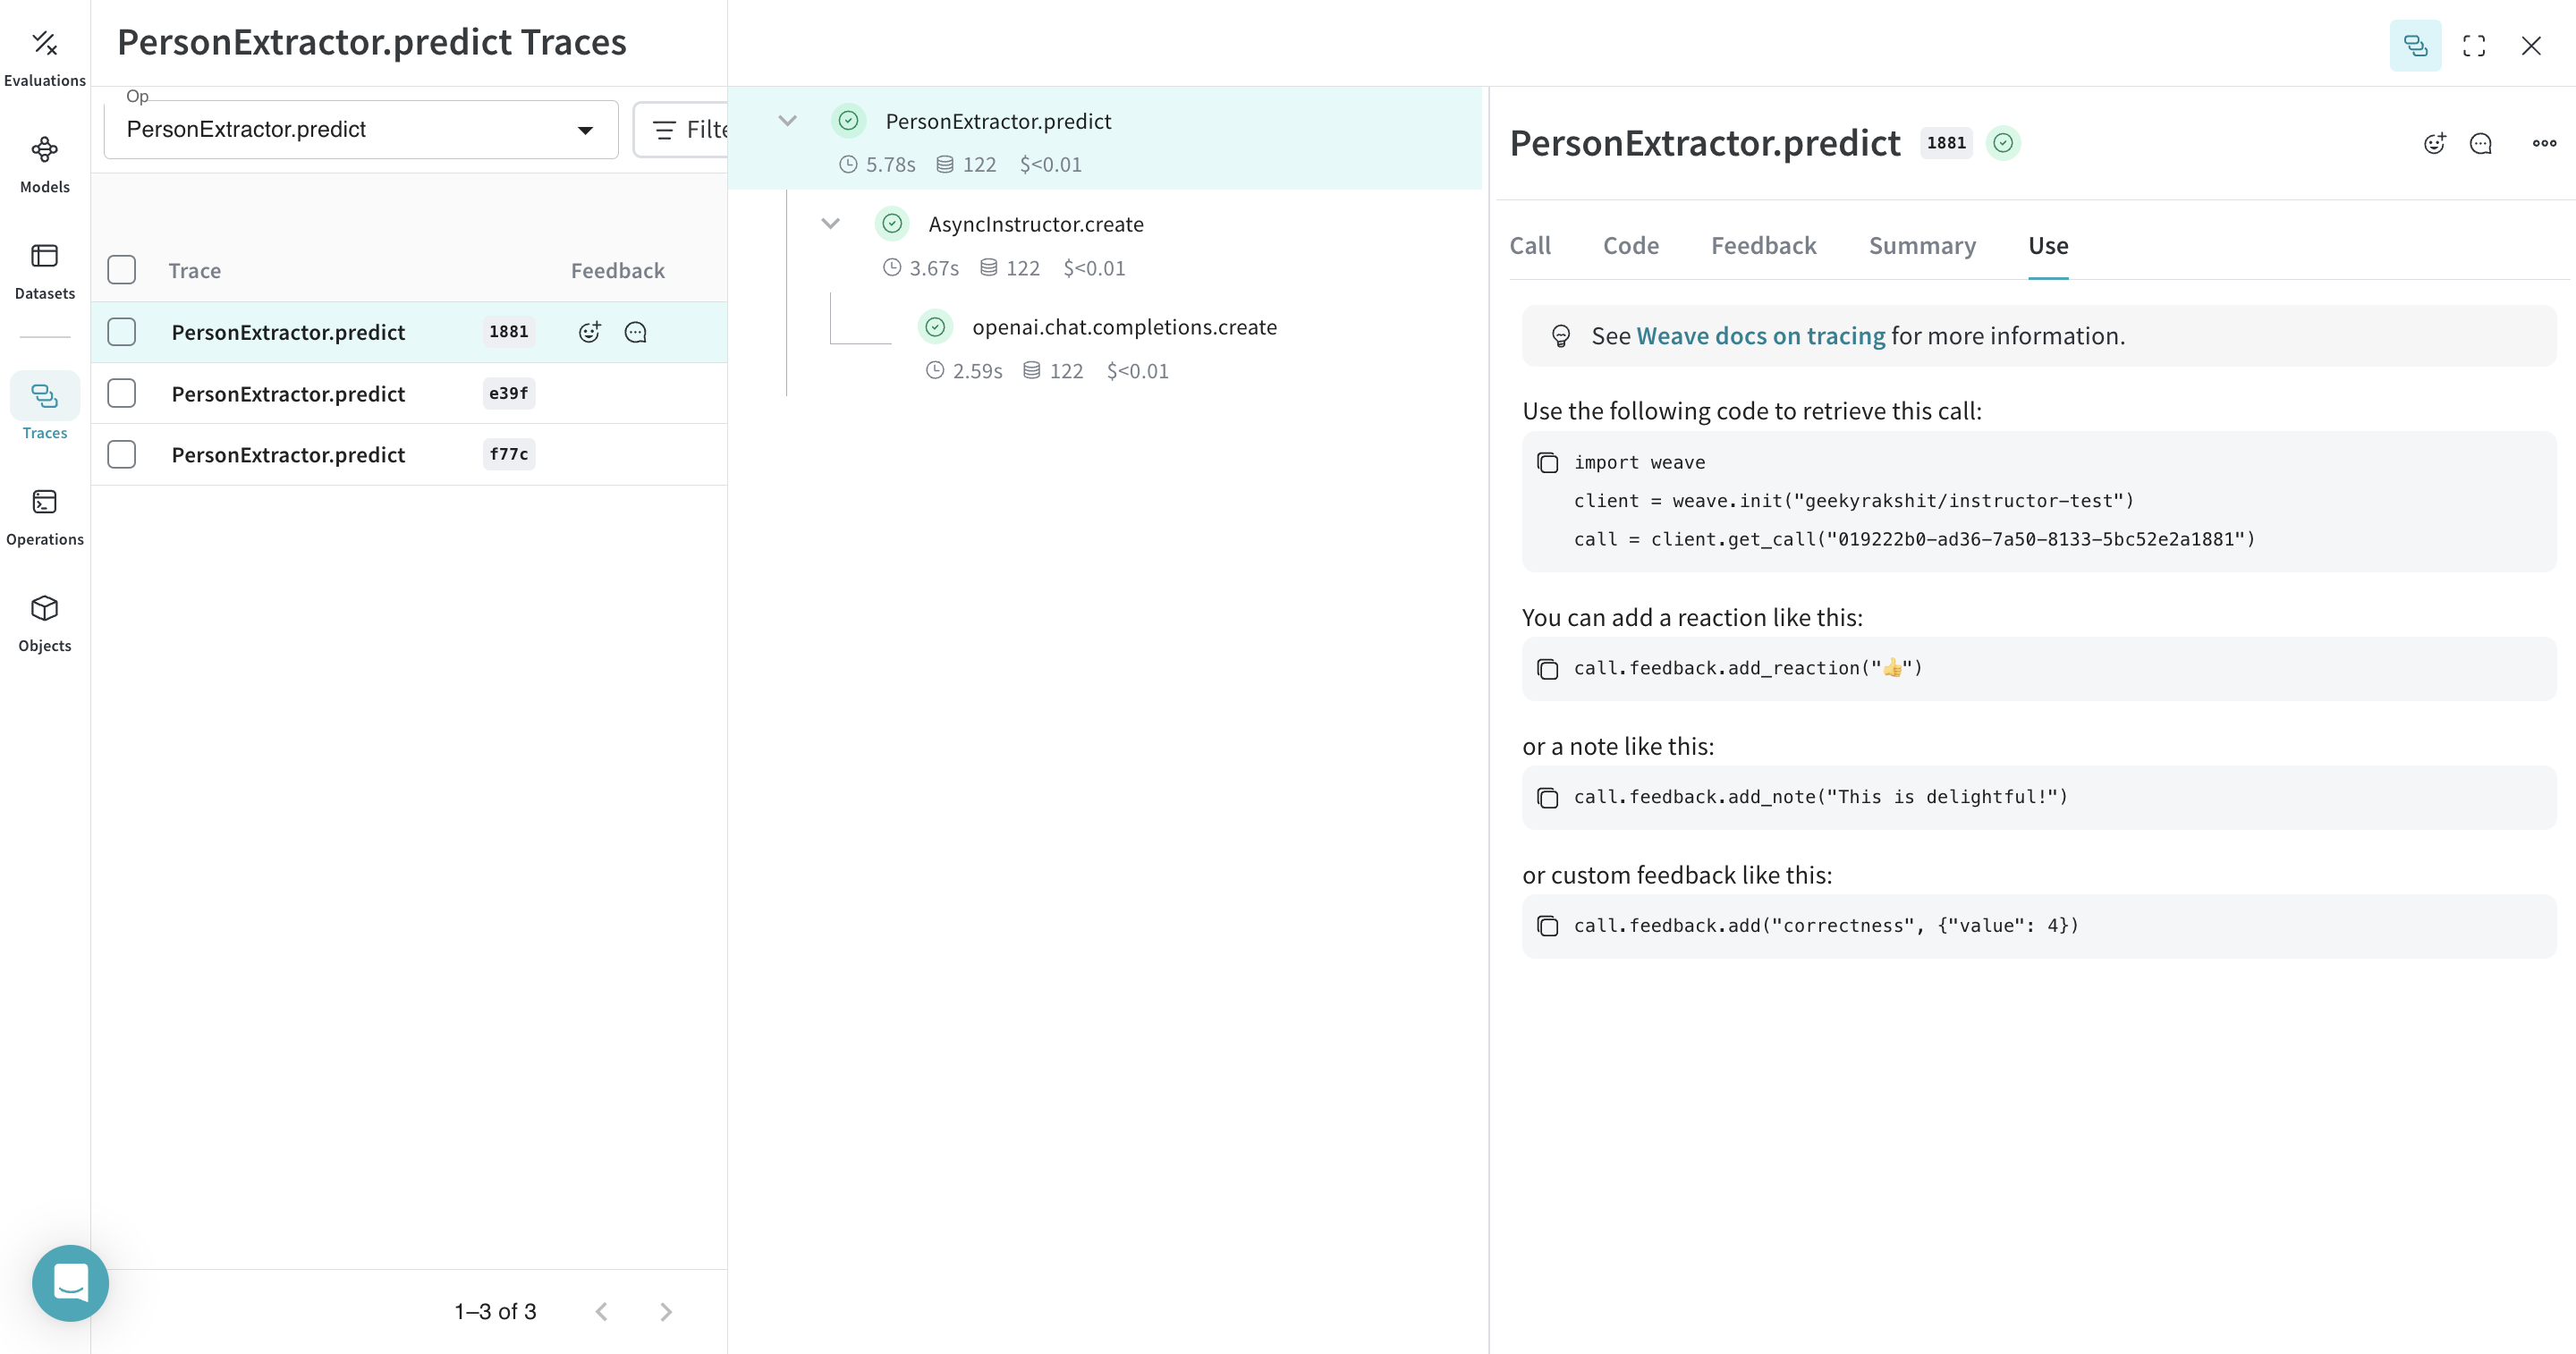 Evaluations
Models
Datasets
Traces
Operations
Objects
PersonExtractor.predict Traces
Op
PersonExtractor.predict
Filte
Trace Feedback
PersonExtractor.predict 1881
PersonExtractor.predict e39f
PersonExtractor.predict f77c
1–3 of 3
PersonExtractor.predict
5.78s 122 $<0.01
AsyncInstructor.create
3.67s 122 $<0.01
openai.chat.completions.create
2.59s 122 $<0.01
PersonExtractor.predict 1881
Call Code Feedback Summary Use
See Weave docs on tracing for more information.
Use the following code to retrieve this call:
import weave
client = weave.init("geekyrakshit/instructor-test")
call = client.get_call("019222b0-ad36-7a50-8133-5bc52e2a1881")
You can add a reaction like this:
call.feedback.add_reaction("👍")
or a note like this:
call.feedback.add_note("This is delightful!")
or custom feedback like this:
call.feedback.add("correctness", {"value": 4})